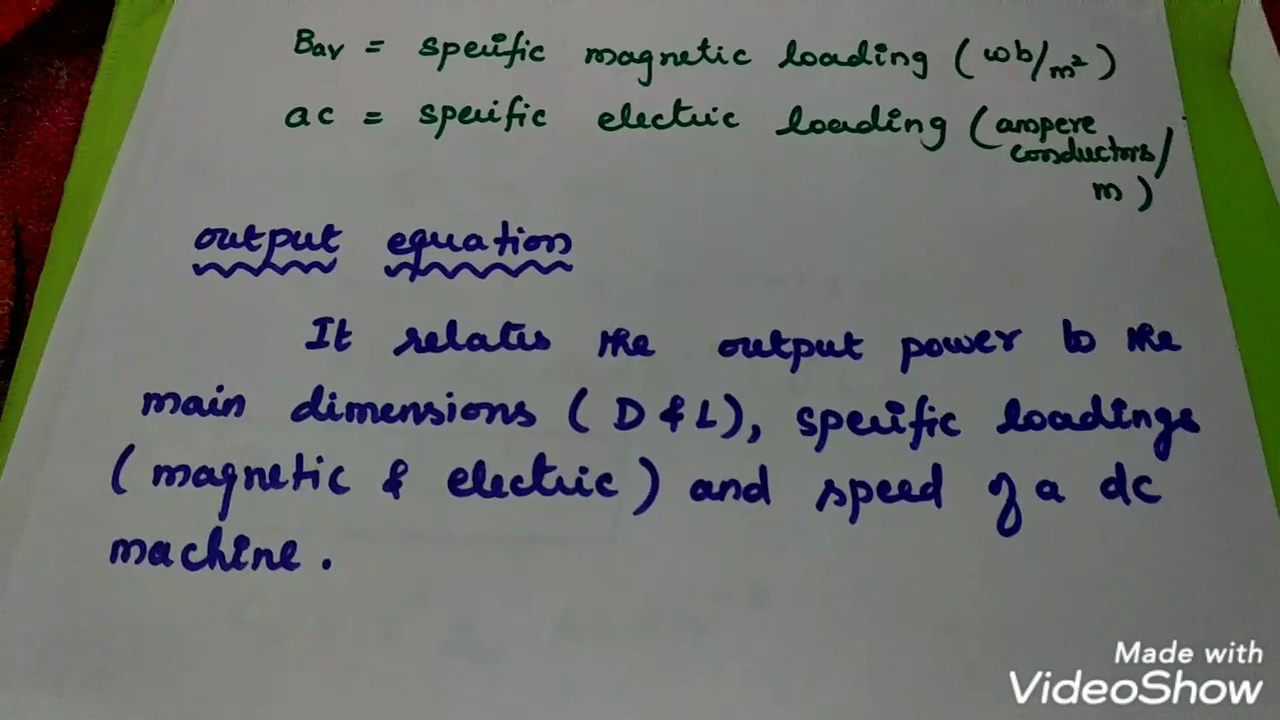 Bav = specific magnetic loading (wb/m²)
ac = specific electric loading (ampere
conductors/
m)
output equation
It relates the output power to the
main dimensions (D & L), specific loadings
(magnetic & electric) and speed of a dc
machine.
Made with
VideoShow